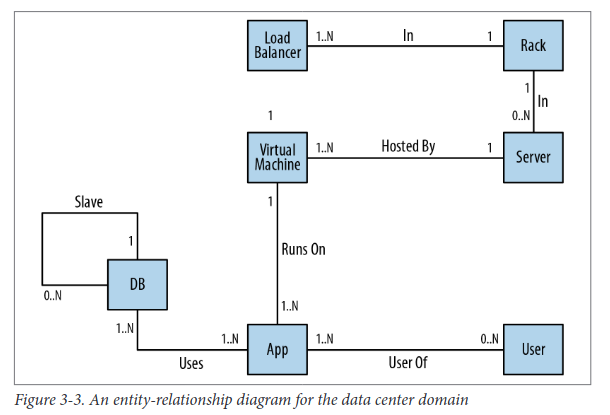 Load
Balancer
1..N
In
1
Rack
1
In
0..N
1
Virtual
Machine
1..N
Hosted By
1
Server
1
Slave
1
DB
0..N
Runs On
1..N
1..N
Uses
1..N
App
1..N
User Of
0..N
User
Figure 3-3. An entity-relationship diagram for the data center domain